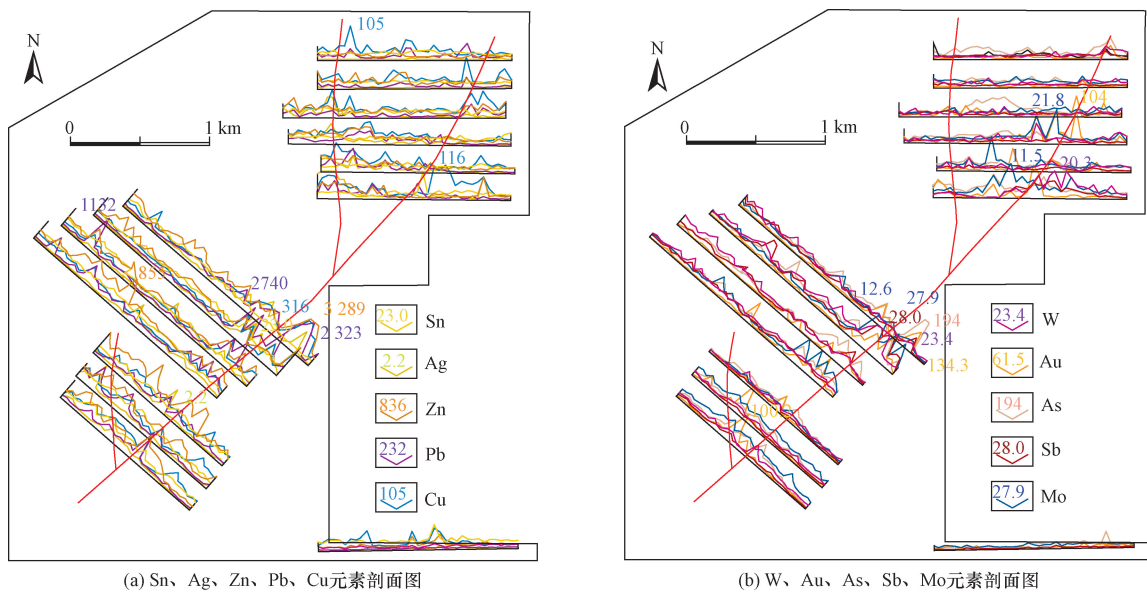 N
0
1 km
105
116
1132
855
2740
316
3 289
2 323
2.2
23.0 Sn
2.2 Ag
836 Zn
232 Pb
105 Cu
(a) Sn、Ag、Zn、Pb、Cu元素剖面图
N
0
1 km
21.8
104
11.5
20.3
12.6
27.9
28.0
194
23.4
134.3
23.4 W
61.5 Au
194 As
28.0 Sb
27.9 Mo
(b) W、Au、As、Sb、Mo元素剖面图